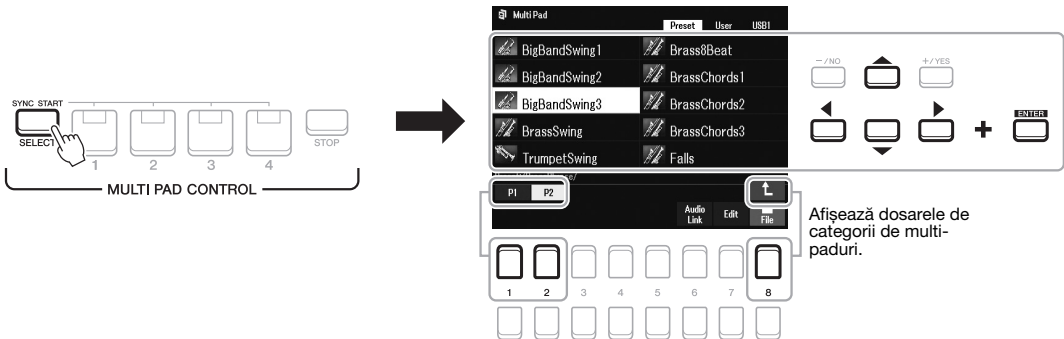 SYNC START
SELECT
1 2 3 4 STOP
MULTI PAD CONTROL
Multi Pad
Preset User USB1
BigBandSwing1 Brass8Beat
BigBandSwing2 BrassChords1
BigBandSwing3 BrassChords2
BrassSwing BrassChords3
TrumpetSwing Falls
P1 P2
Audio Link Edit File
1 2 3 4 5 6 7 8
−/NO +/YES
+ ENTER
Afișează dosarele de
categorii de multi-
paduri.